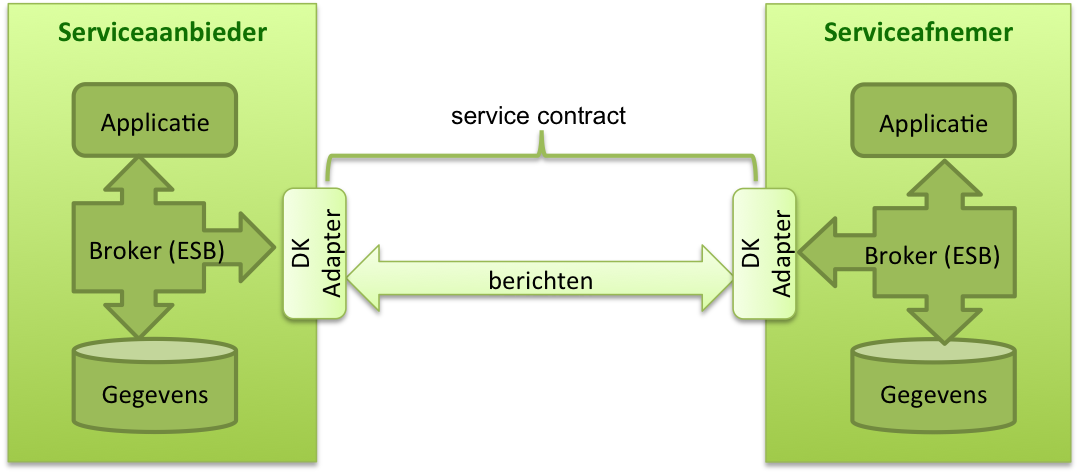 Serviceaanbieder
Applicatie
Broker (ESB)
Gegevens
DK
Adapter
service contract
berichten
DK
Adapter
Serviceafnemer
Applicatie
Broker (ESB)
Gegevens